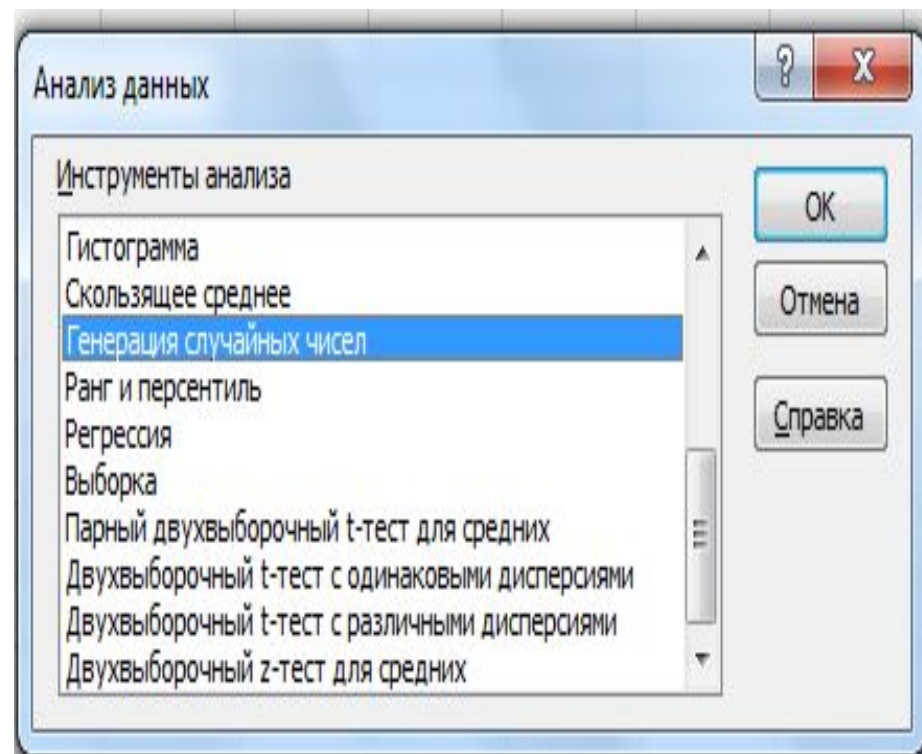 Анализ данных
Инструменты анализа
Гистограмма
Скользящее среднее
Генерация случайных чисел
Ранг и персентиль
Регрессия
Выборка
Парный двухвыборочный t-тест для средних
Двухвыборочный t-тест с одинаковыми дисперсиями
Двухвыборочный t-тест с различными дисперсиями
Двухвыборочный z-тест для средних
ОК
Отмена
Справка